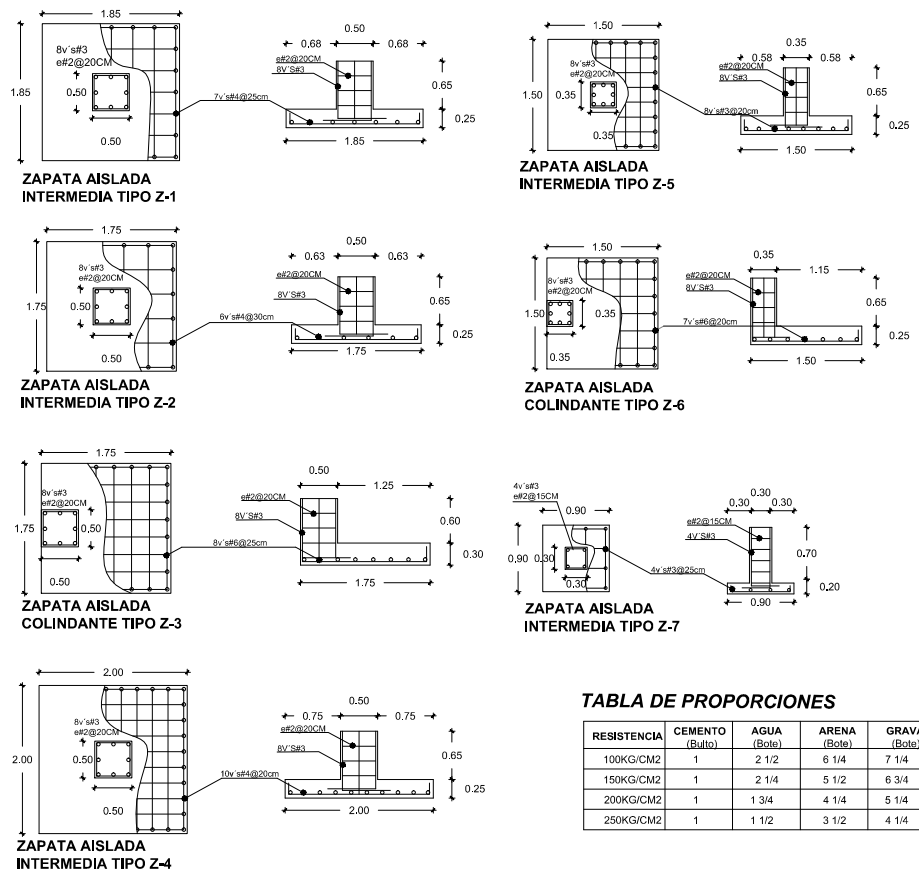 1.85
8v´s#3
e#2@20CM
0.50
1.85
0.50
7v´s#4@25cm
0.50
0.68
0.68
e#2@20CM
8V´S#3
0.65
0.25
1.85
ZAPATA AISLADA
INTERMEDIA TIPO Z-1
1.50
8v´s#3
e#2@20CM
0.35
1.50
0.35
8v´s#3@20cm
0.35
0.58
0.58
e#2@20CM
8V´S#3
0.65
0.25
1.50
ZAPATA AISLADA
INTERMEDIA TIPO Z-5
1.75
8v´s#3
e#2@20CM
0.50
1.75
0.50
6v´s#4@30cm
0.50
0.63
0.63
e#2@20CM
8V´S#3
0.65
0.25
1.75
ZAPATA AISLADA
INTERMEDIA TIPO Z-2
1.50
8v´s#3
e#2@20CM
0.35
1.50
0.35
7v´s#6@20cm
0.35
1.15
e#2@20CM
8V´S#3
0.65
0.25
1.50
ZAPATA AISLADA
COLINDANTE TIPO Z-6
1.75
8v´s#3
e#2@20CM
0.50
1.75
0.50
8v´s#6@25cm
0.50
1.25
e#2@20CM
8V´S#3
0.60
0.30
1.75
ZAPATA AISLADA
COLINDANTE TIPO Z-3
4v´s#3
e#2@15CM
0.90
0.90
0.30
0.30
4v´s#3@25cm
0.30
0.30
0.30
e#2@15CM
4V´S#3
0.70
0.20
0.90
ZAPATA AISLADA
INTERMEDIA TIPO Z-7
2.00
8v´s#3
e#2@20CM
0.50
2.00
0.50
10v´s#4@20cm
0.50
0.75
0.75
e#2@20CM
8V´S#3
0.65
0.25
2.00
ZAPATA AISLADA
INTERMEDIA TIPO Z-4
TABLA DE PROPORCIONES
RESISTENCIA CEMENTO AGUA ARENA GRAVA
(Bulto) (Bote) (Bote) (Bote)
100KG/CM2 1 2 1/2 6 1/4 7 1/4
150KG/CM2 1 2 1/4 5 1/2 6 3/4
200KG/CM2 1 1 3/4 4 1/4 5 1/4
250KG/CM2 1 1 1/2 3 1/2 4 1/4